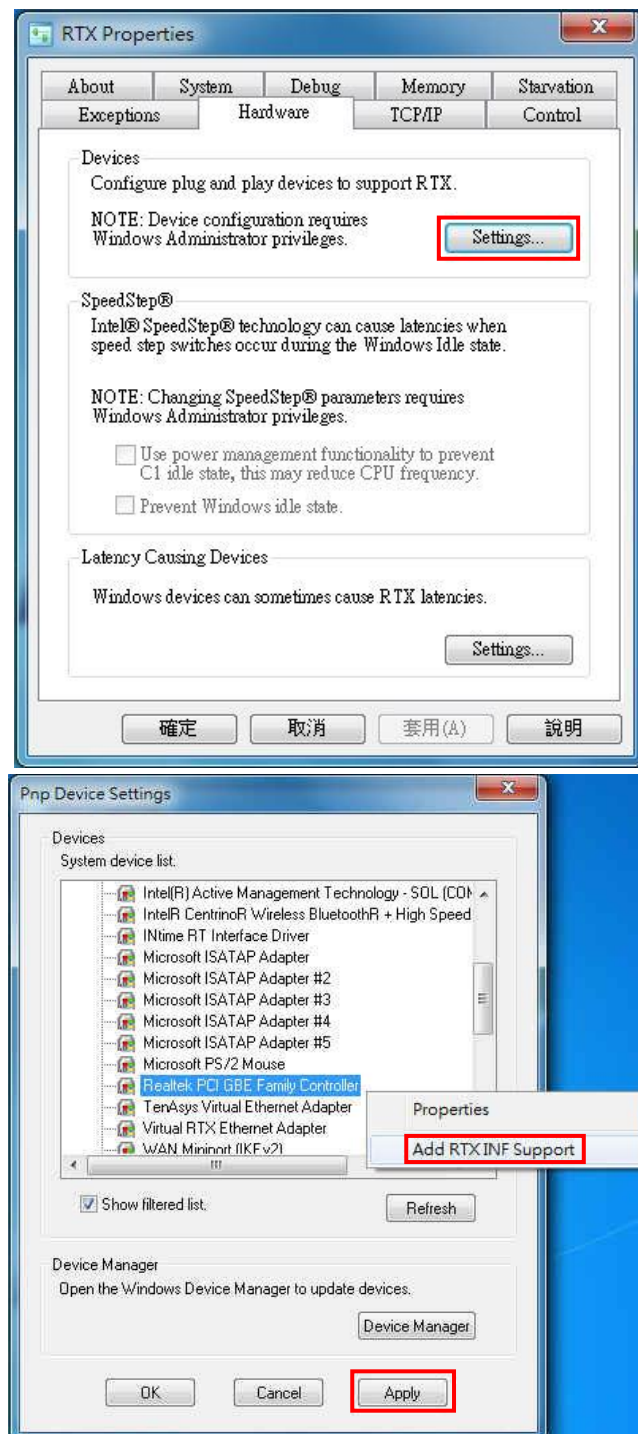 RTX Properties
About System Debug Memory Starvation
Exceptions Hardware TCP/IP Control
Devices
Configure plug and play devices to support RTX.
NOTE: Device configuration requires
Windows Administrator privileges.
Settings...
SpeedStep®
Intel® SpeedStep® technology can cause latencies when
speed step switches occur during the Windows Idle state.
NOTE: Changing SpeedStep® parameters requires
Windows Administrator privileges.
Use power management functionality to prevent
C1 idle state, this may reduce CPU frequency.
Prevent Windows idle state.
Latency Causing Devices
Windows devices can sometimes cause RTX latencies.
Settings...
確定 取消 套用(A) 說明
Pnp Device Settings
Devices
System device list.
Intel(R) Active Management Technology - SOL (COM
IntelR CentrinoR Wireless BluetoothR + High Speed
INtime RT Interface Driver
Microsoft ISATAP Adapter
Microsoft ISATAP Adapter #2
Microsoft ISATAP Adapter #3
Microsoft ISATAP Adapter #4
Microsoft ISATAP Adapter #5
Microsoft PS/2 Mouse
Realtek PCI GBE Family Controller
TenAsys Virtual Ethernet Adapter
Virtual RTX Ethernet Adapter
WAN Miniport (IKEv2)
Properties
Add RTX INF Support
Show filtered list.
Refresh
Device Manager
Open the Windows Device Manager to update devices.
Device Manager
OK Cancel Apply